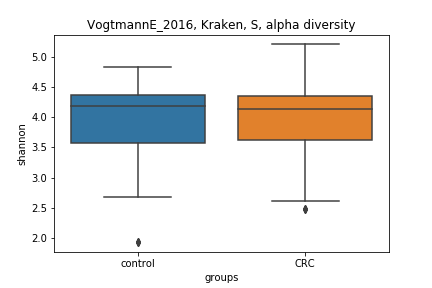 VogtmannE_2016, Kraken, S, alpha diversity
shannon
5.0
4.5
4.0
3.5
3.0
2.5
2.0
control
CRC
groups